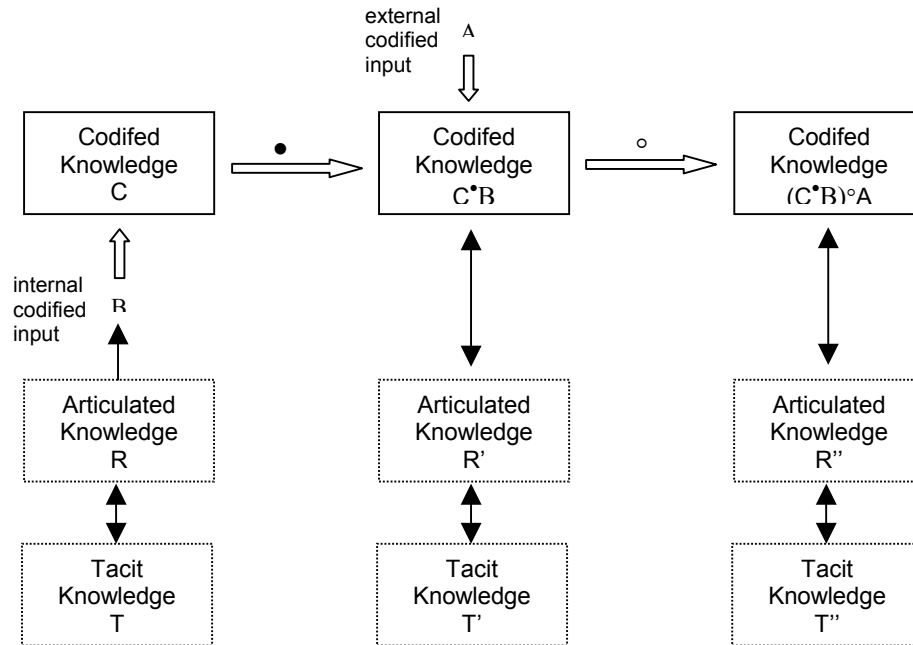 external
codified
input
A
Codifed
Knowledge
C
●
Codifed
Knowledge
C•B
○
Codifed
Knowledge
(C•B)°A
internal
codified
input
B
Articulated
Knowledge
R
Articulated
Knowledge
R’
Articulated
Knowledge
R’’
Tacit
Knowledge
T
Tacit
Knowledge
T’
Tacit
Knowledge
T’’